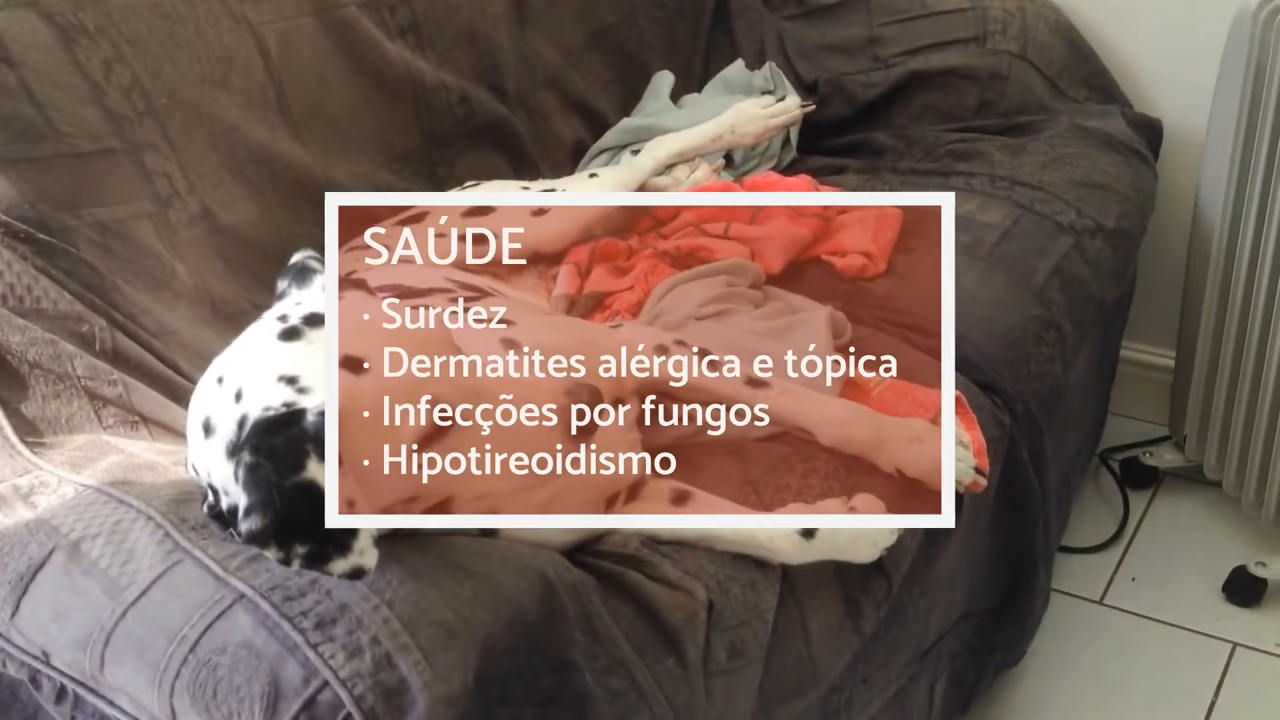 SAÚDE
· Surdez
· Dermatites alérgica e tópica
· Infecções por fungos
· Hipotireoidismo